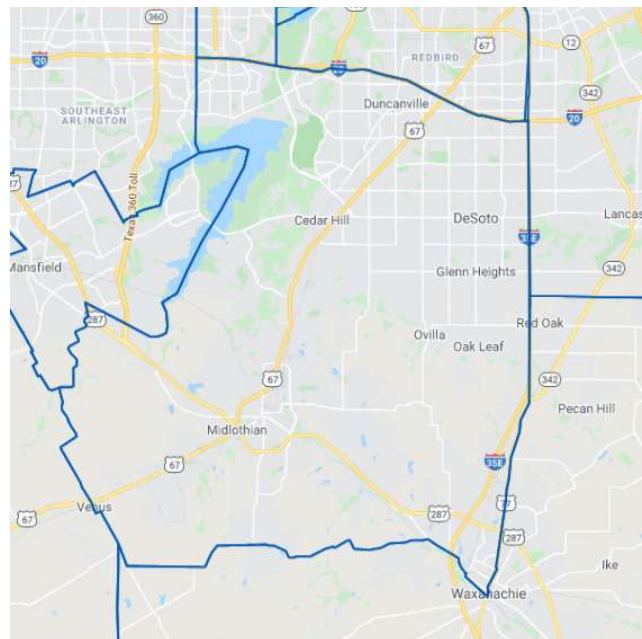 360
67
12
REDBIRD
20
20
342
Duncanville
SOUTHEAST
ARLINGTON
67
20
Texas 360 Toll
Cedar Hill
DeSoto
Lancas
35E
Mansfield
Glenn Heights
342
287
Ovilla
Red Oak
Oak Leaf
67
342
Pecan Hill
Midlothian
67
35E
Venus
77
67
287
287
Ike
Waxahachie